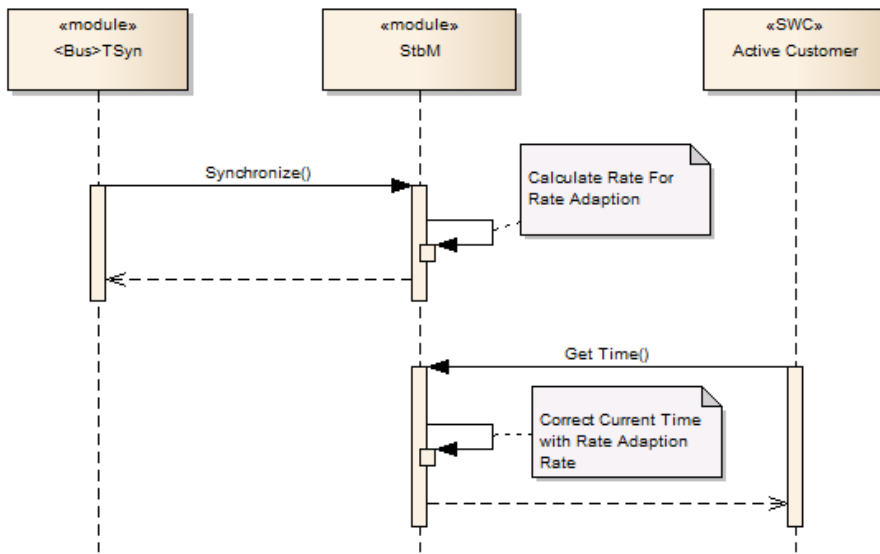 «module»
<Bus>TSyn
«module»
StbM
«SWC»
Active Customer
Synchronize()
Calculate Rate For
Rate Adaption
Get Time()
Correct Current Time
with Rate Adaption
Rate